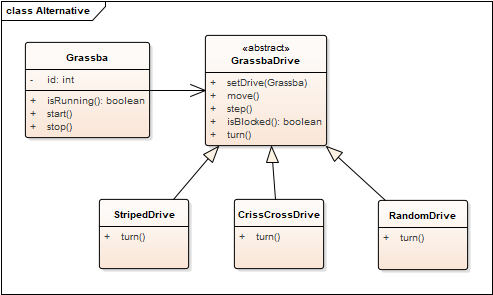 class Alternative
Grassba
- id: int
+ isRunning(): boolean
+ start()
+ stop()
«abstract»
GrassbaDrive
+ setDrive(Grassba)
+ move()
+ step()
+ isBlocked(): boolean
+ turn()
StripedDrive
+ turn()
CrissCrossDrive
+ turn()
RandomDrive
+ turn()